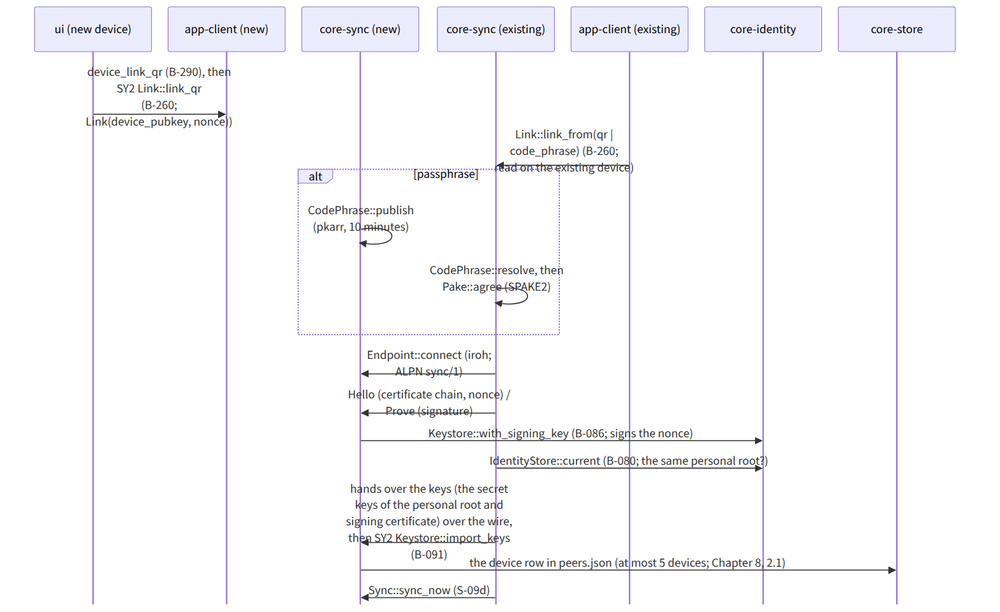 ui (new device)
app-client (new)
core-sync (new)
core-sync (existing)
app-client (existing)
core-identity
core-store
device_link_qr (B-290), then
SY2 Link::link_qr
(B-260;
Link(device_pubkey, nonce))
Link::link_from(qr |
code_phrase) (B-260;
read on the existing device)
alt
[passphrase]
CodePhrase::publish
(pkarr, 10 minutes)
CodePhrase::resolve, then
Pake::agree (SPAKE2)
Endpoint::connect (iroh;
ALPN sync/1)
Hello (certificate chain, nonce) /
Prove (signature)
Keystore::with_signing_key (B-086; signs the nonce)
IdentityStore::current (B-080; the same personal root?)
hands over the keys (the secret
keys of the personal root and
signing certificate) over the wire,
then SY2 Keystore::import_keys
(B-091)
the device row in peers.json (at most 5 devices; Chapter 8, 2.1)
Sync::sync_now (S-09d)